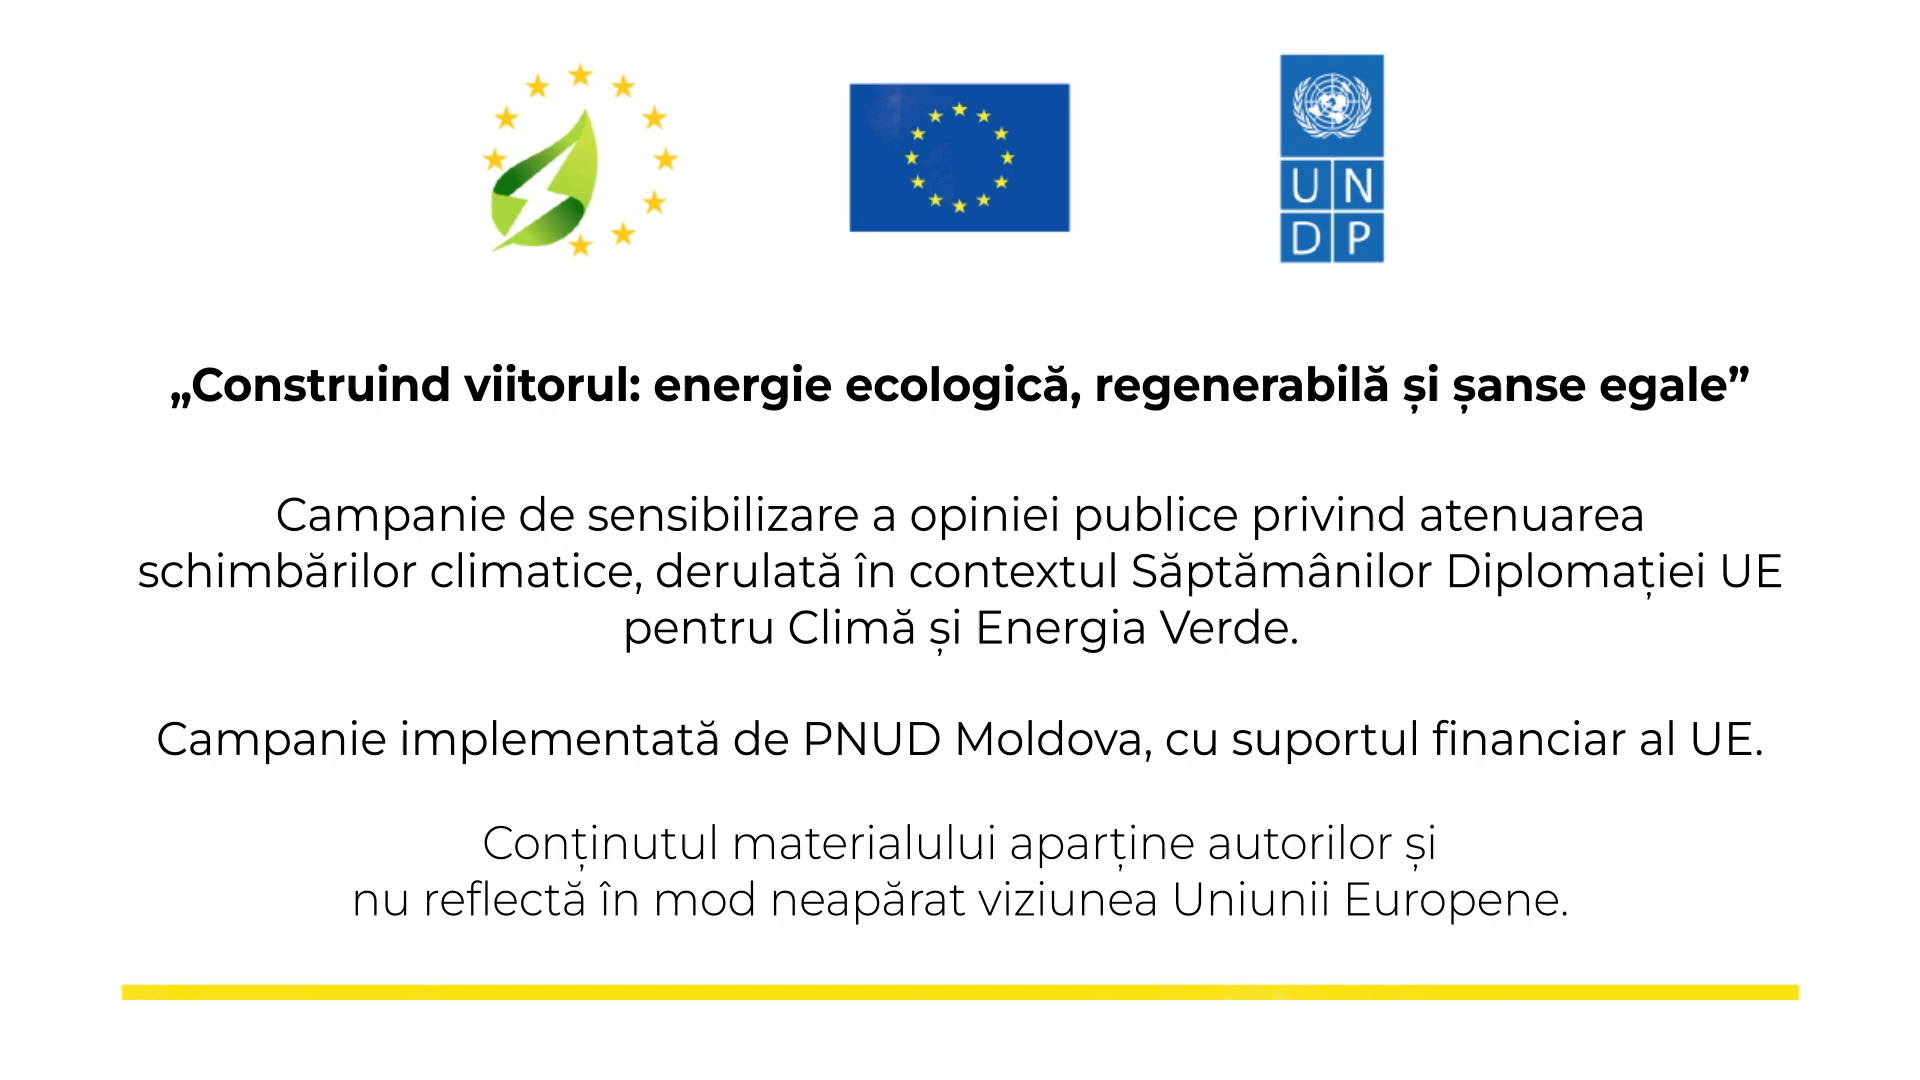 U N
D P
„Construind viitorul: energie ecologică, regenerabilă și șanse egale”
Campanie de sensibilizare a opiniei publice privind atenuarea
schimbărilor climatice, derulată în contextul Săptămânilor Diplomației UE
pentru Climă și Energia Verde.
Campanie implementată de PNUD Moldova, cu suportul financiar al UE.
Conținutul materialului aparține autorilor și
nu reflectă în mod neapărat viziunea Uniunii Europene.